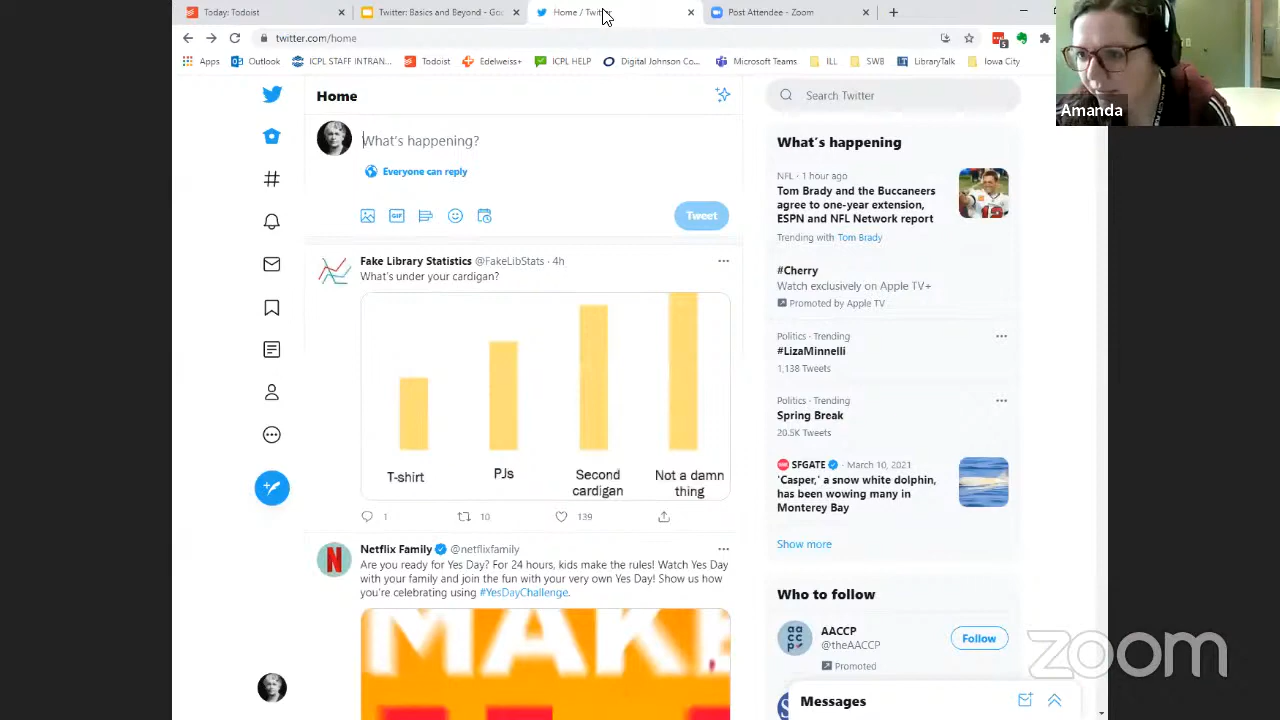 Today: Todoist
Twitter: Basics and Beyond - Go
Home / Twitter
Post Attendee - Zoom
twitter.com/home
5
Apps
Outlook
ICPL STAFF INTRAN...
Todoist
Edelweiss+
ICPL HELP
Digital Johnson Co...
Microsoft Teams
ILL
SWB
LibraryTalk
Iowa City
Amanda
Home
What's happening?
Everyone can reply
GIF
Tweet
Fake Library Statistics @FakeLibStats · 4h
What's under your cardigan?
T-shirt
PJs
Second
cardigan
Not a damn
thing
1
10
139
Netflix Family @netflixfamily
Are you ready for Yes Day? For 24 hours, kids make the rules! Watch Yes Day
with your family and join the fun with your very own Yes Day! Show us how
you're celebrating using #YesDayChallenge.
MAKE
Search Twitter
What's happening
NFL · 1 hour ago
Tom Brady and the Buccaneers
agree to one-year extension,
ESPN and NFL Network report
Trending with Tom Brady
#Cherry
Watch exclusively on Apple TV+
Promoted by Apple TV
Politics · Trending
#LizaMinnelli
1,138 Tweets
Politics · Trending
Spring Break
20.5K Tweets
SFGATE · March 10, 2021
'Casper,' a snow white dolphin,
has been wowing many in
Monterey Bay
Show more
Who to follow
AACCP
@theAACCP
Promoted
Follow
Messages
zoom